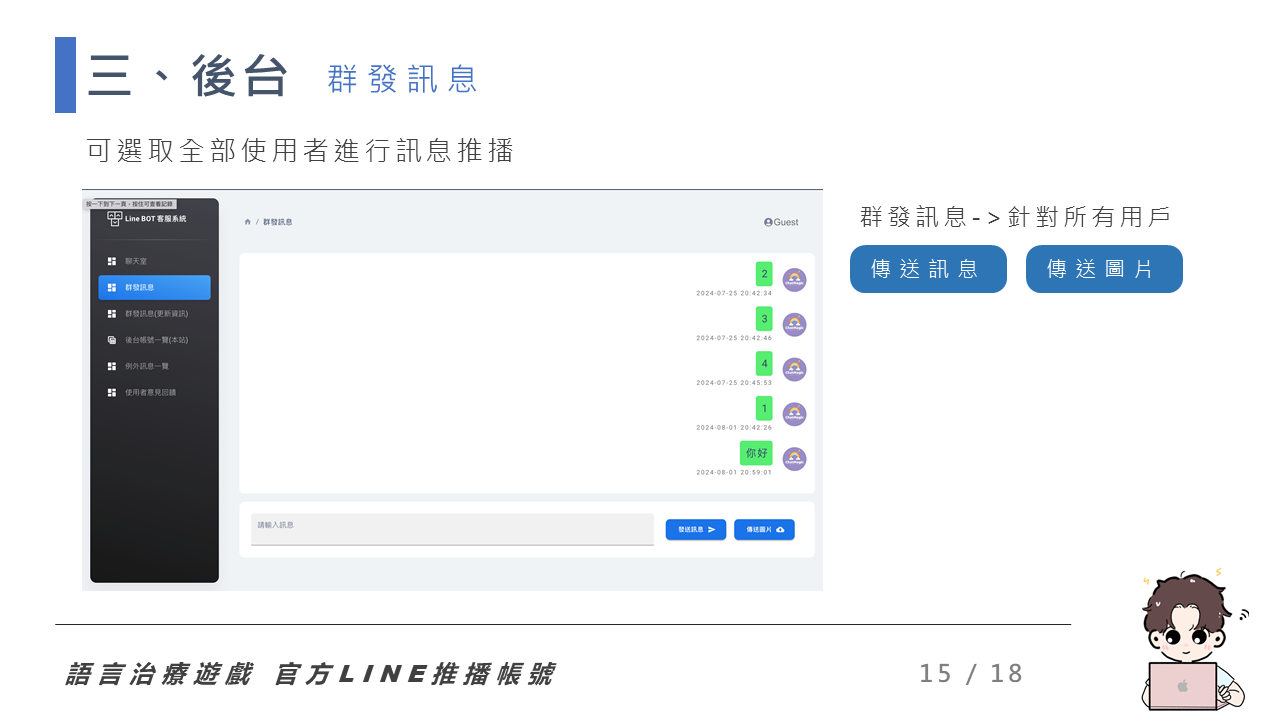 三、後台 群發訊息
可選取全部使用者進行訊息推播
按一下到下一頁，按住可查看記錄
Line BOT 客服系統
/ 群發訊息
Guest
聊天室
群發訊息
群發訊息(更新資訊)
後台帳號一覽(本站)
例外訊息一覽
使用者意見回饋
2
2024-07-25 20:42:34
3
2024-07-25 20:42:46
4
2024-07-25 20:45:53
1
2024-08-01 20:42:26
你好
2024-08-01 20:59:01
請輸入訊息
發送訊息
傳送圖片
群發訊息->針對所有用戶
傳送訊息 傳送圖片
語言治療遊戲 官方LINE推播帳號
15 / 18